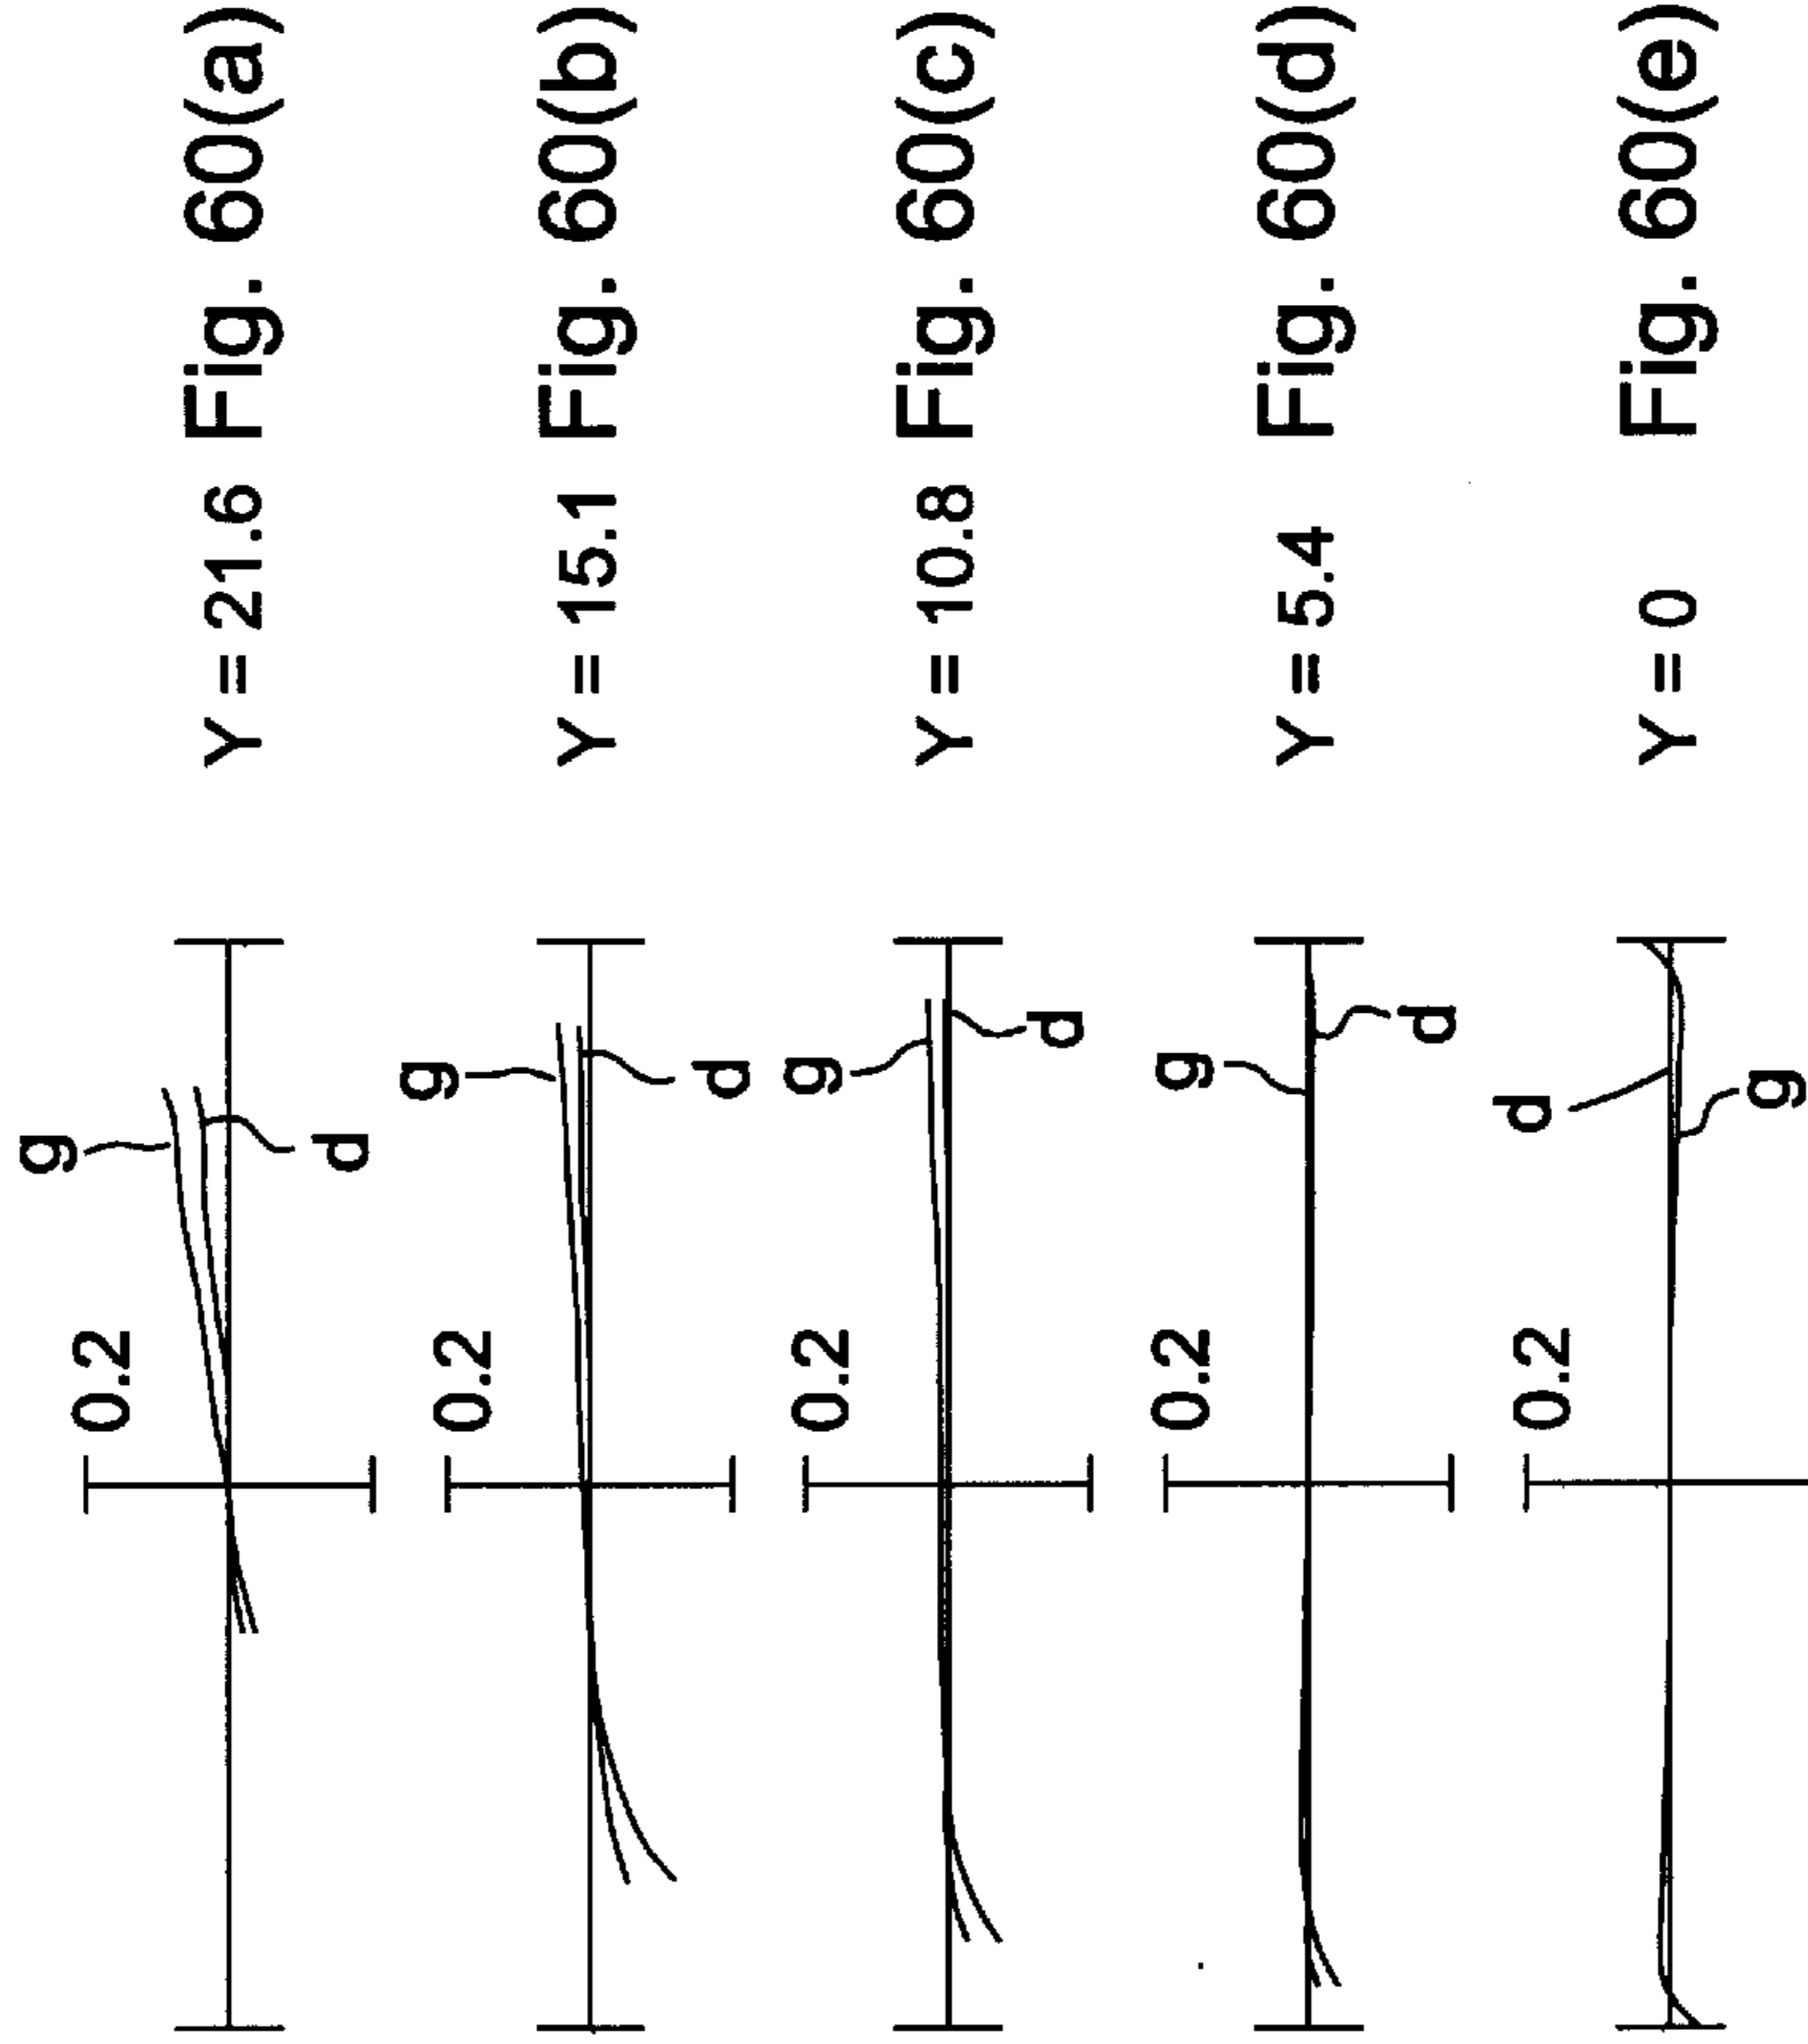 g
0.2
Y = 21.6 Fig. 60(a)
d
g
0.2
Y = 15.1 Fig. 60(b)
d
g
0.2
Y = 10.8 Fig. 60(c)
d
g
0.2
Y = 5.4 Fig. 60(d)
d
d
0.2
Y = 0 Fig. 60(e)
g